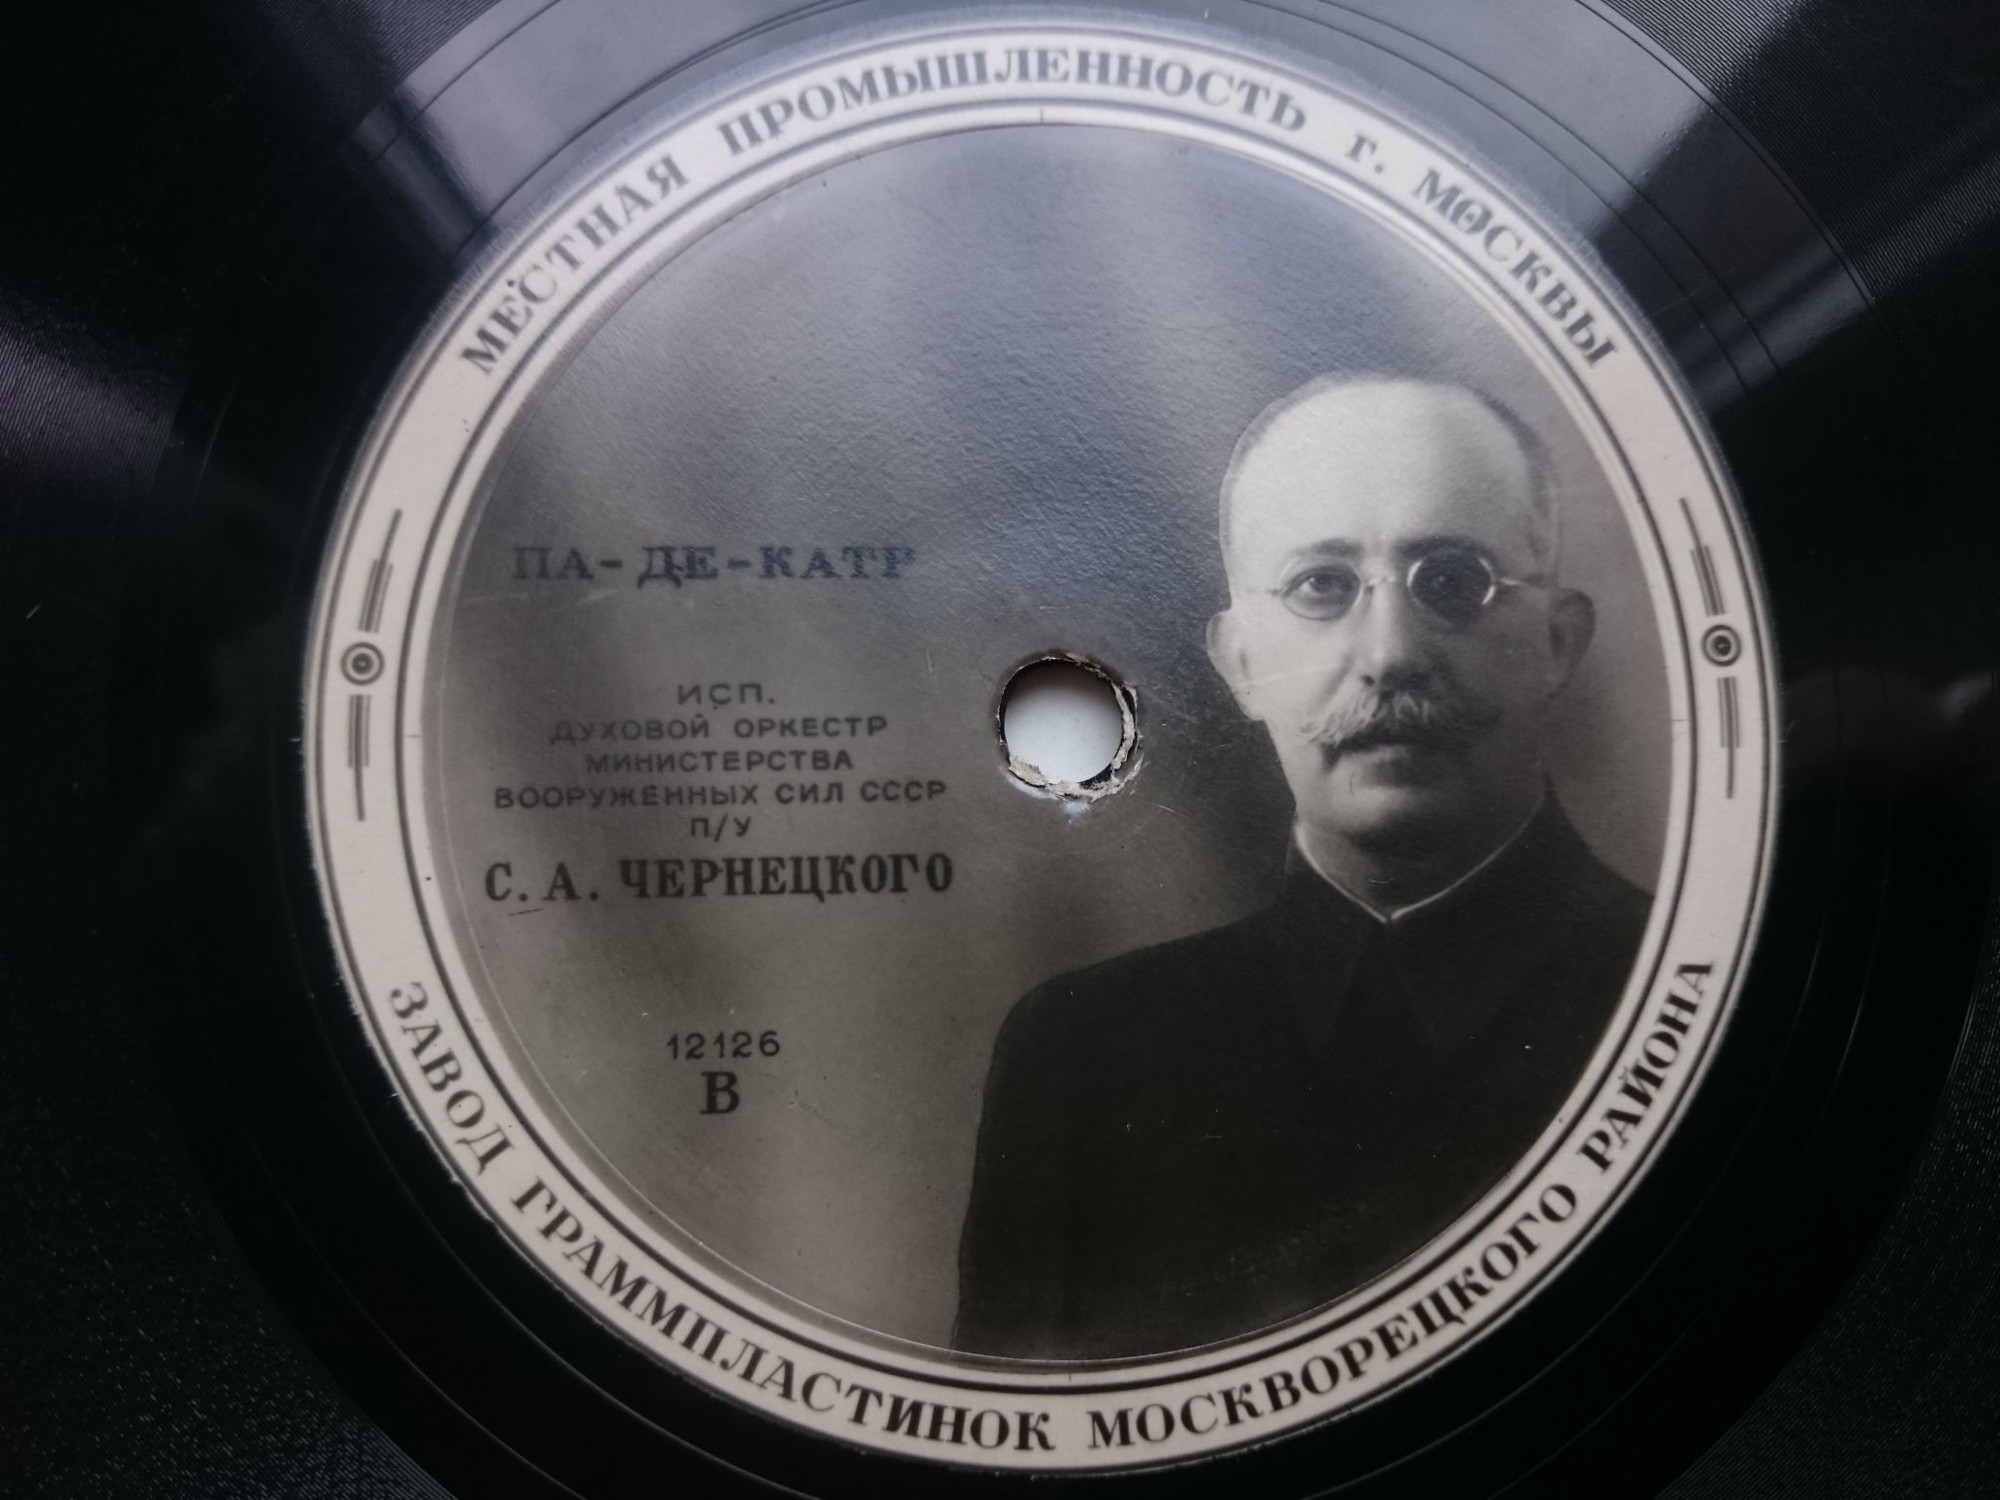 МЕСТНАЯ ПРОМЫШЛЕННОСТЬ г. МОСКВЫ
ПА-ДЕ-КАТР
ИСП.
ДУХОВОЙ ОРКЕСТР
МИНИСТЕРСТВА
ВООРУЖЕННЫХ СИЛ СССР
П/У
С. А. ЧЕРНЕЦКОГО
12126
В
ЗАВОД ГРАММПЛАСТИНОК МОСКВОРЕЦКОГО РАЙОНА